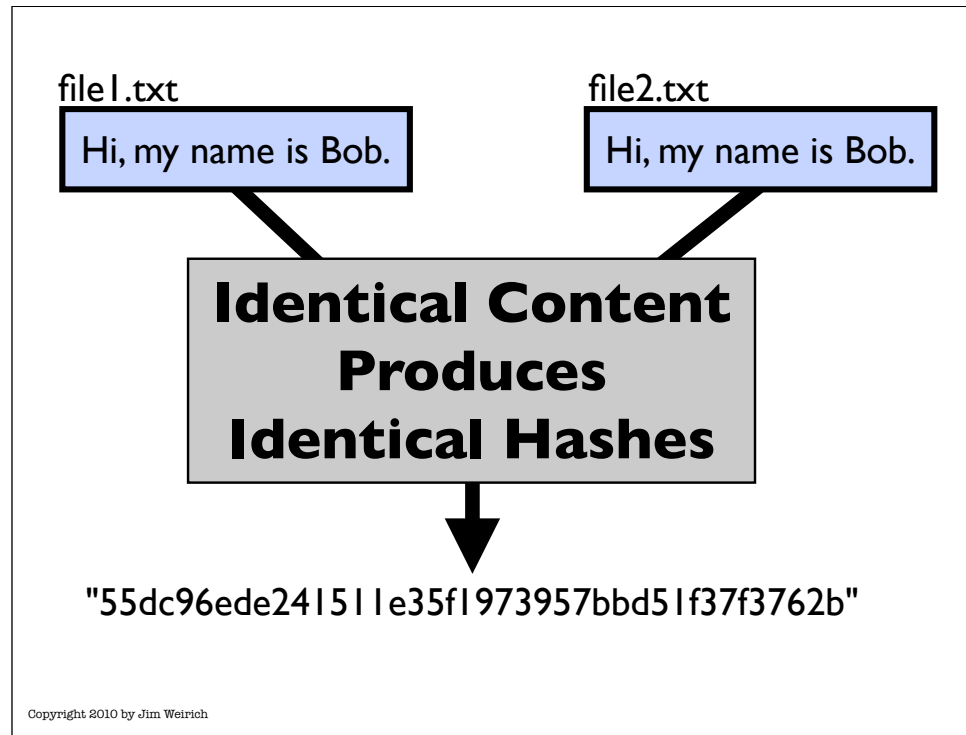 file1.txt
file2.txt
Hi, my name is Bob.
Hi, my name is Bob.
Identical Content
Produces
Identical Hashes
"55dc96ede241511e35f1973957bbd51f37f3762b"
Copyright 2010 by Jim Weirich